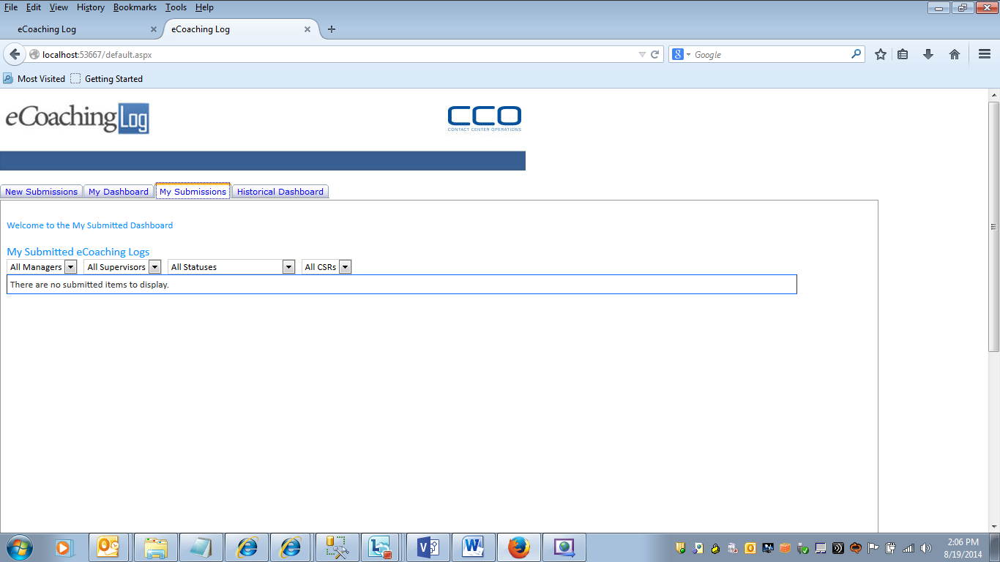 File Edit View History Bookmarks Tools Help
eCoaching Log
eCoaching Log
localhost:53667/default.aspx
Google
Most Visited Getting Started
eCoaching Log
CCO
CONTACT CENTER OPERATIONS
New Submissions My Dashboard My Submissions Historical Dashboard
Welcome to the My Submitted Dashboard
My Submitted eCoaching Logs
All Managers All Supervisors All Statuses All CSRs
There are no submitted items to display.
2:06 PM
8/19/2014